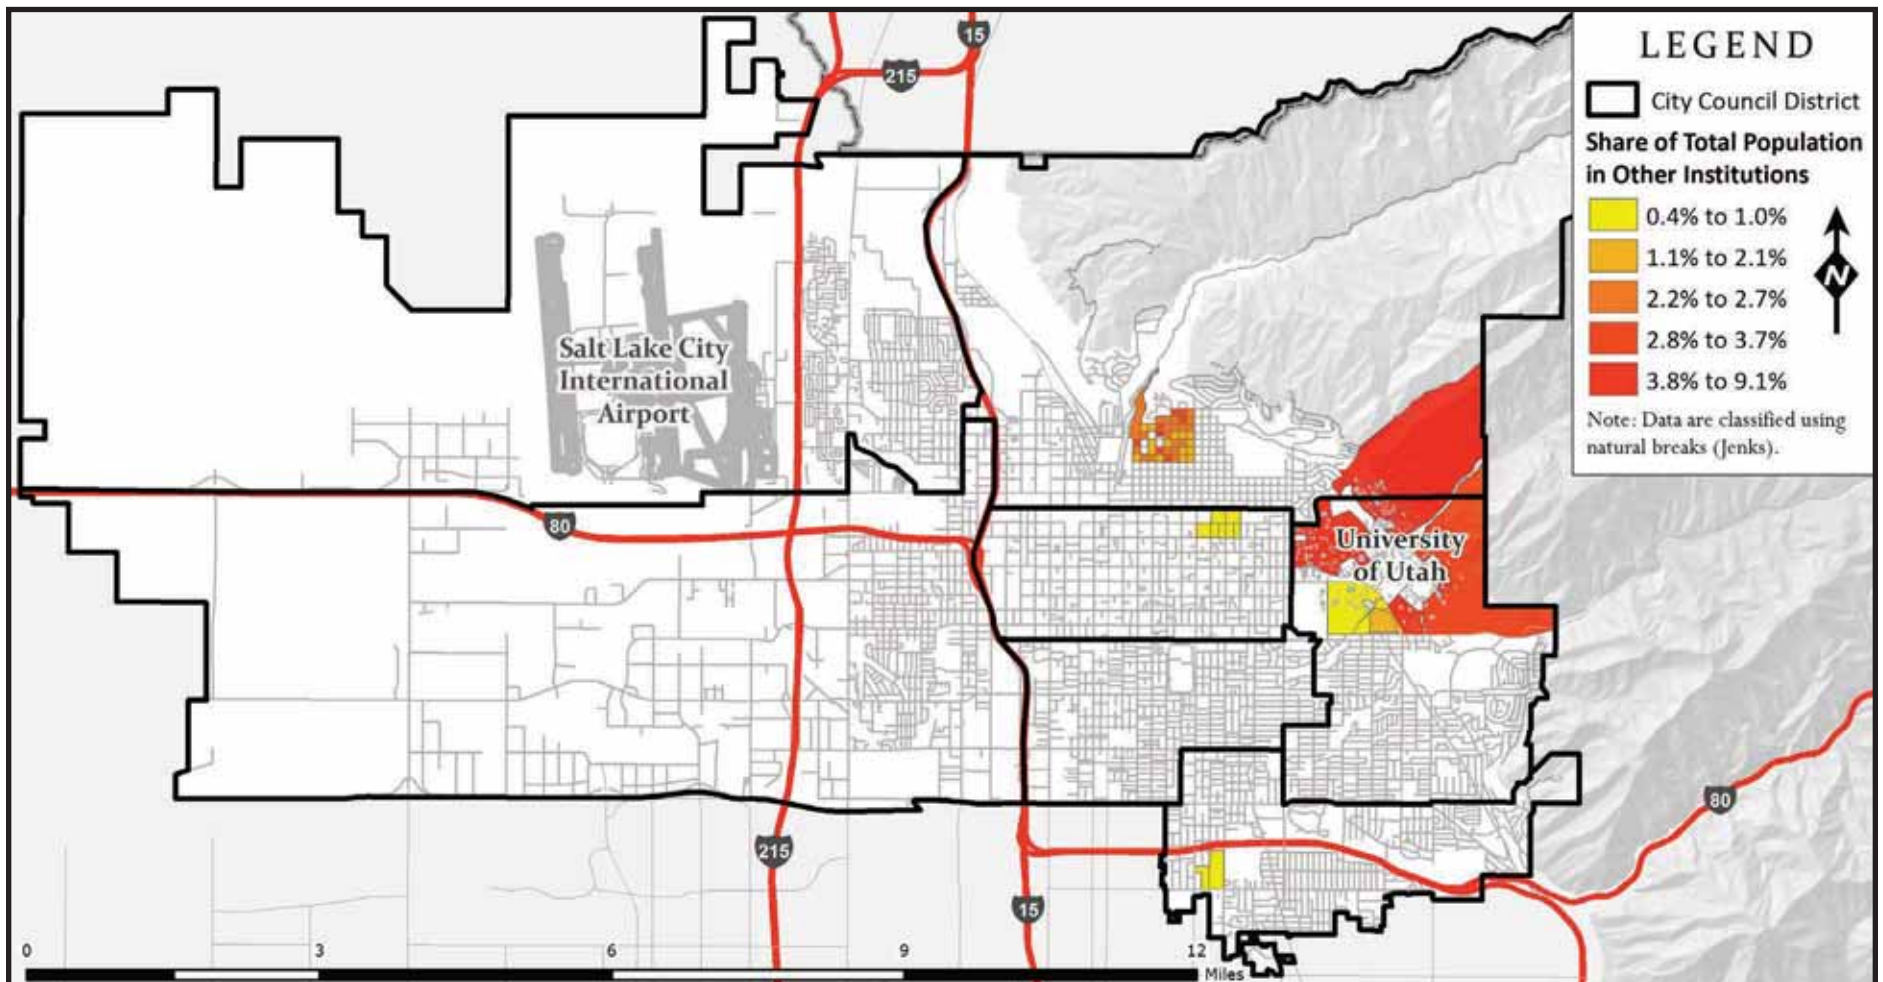 LEGEND
City Council District
Share of Total Population
in Other Institutions
0.4% to 1.0%
1.1% to 2.1%
2.2% to 2.7%
2.8% to 3.7%
3.8% to 9.1%
N
Note: Data are classified using
natural breaks (Jenks).
15
215
Salt Lake City
International
Airport
80
University
of Utah
80
215
15
0 3 6 9 12
Miles